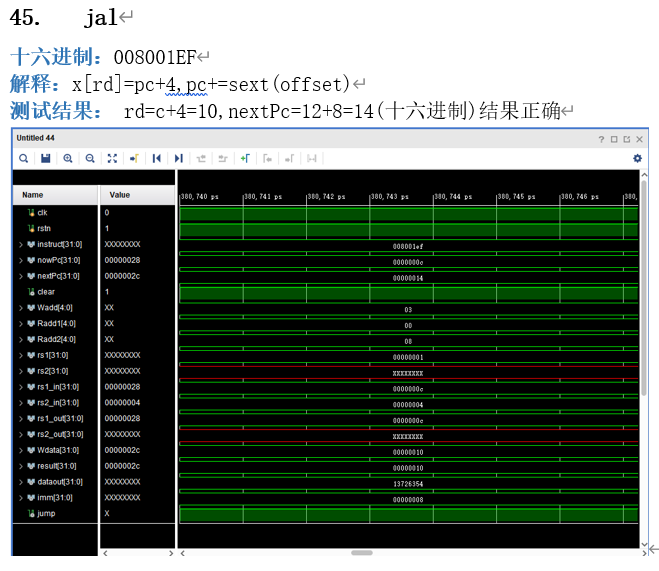 45. jal
十六进制：008001EF
解释：x[rd]=pc+4,pc+=sext(offset)
测试结果： rd=c+4=10,nextPc=12+8=14(十六进制)结果正确
Untitled 44
Name Value
380,740 ps 380,741 ps 380,742 ps 380,743 ps 380,744 ps 380,745 ps 380,746 ps 380,
clk 0
rstn 1
instruct[31:0] XXXXXXXX 008001ef
nowPc[31:0] 00000028 0000000c
nextPc[31:0] 0000002c 00000014
clear 1
Wadd[4:0] XX 03
Radd1[4:0] XX 00
Radd2[4:0] XX 08
rs1[31:0] XXXXXXXX 00000001
rs2[31:0] XXXXXXXX XXXXXXXX
rs1_in[31:0] 00000028 0000000c
rs2_in[31:0] 00000004 00000004
rs1_out[31:0] 00000028 0000000c
rs2_out[31:0] XXXXXXXX XXXXXXXX
Wdata[31:0] 0000002c 00000010
result[31:0] 0000002c 00000010
dataout[31:0] XXXXXXXX 13726354
imm[31:0] XXXXXXXX 00000008
jump X